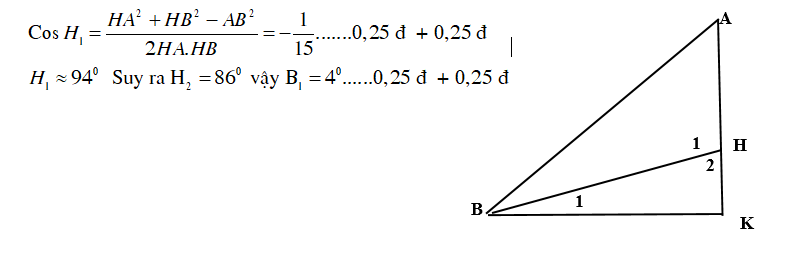 Cos H₁ = (HA² + HB² − AB²) / (2HA.HB) = −1/15.......0,25 đ + 0,25 đ
H₁ ≈ 94⁰ Suy ra H₂ = 86⁰ vậy B₁ = 4⁰......0,25 đ + 0,25 đ
A
1 H
2
B 1
K